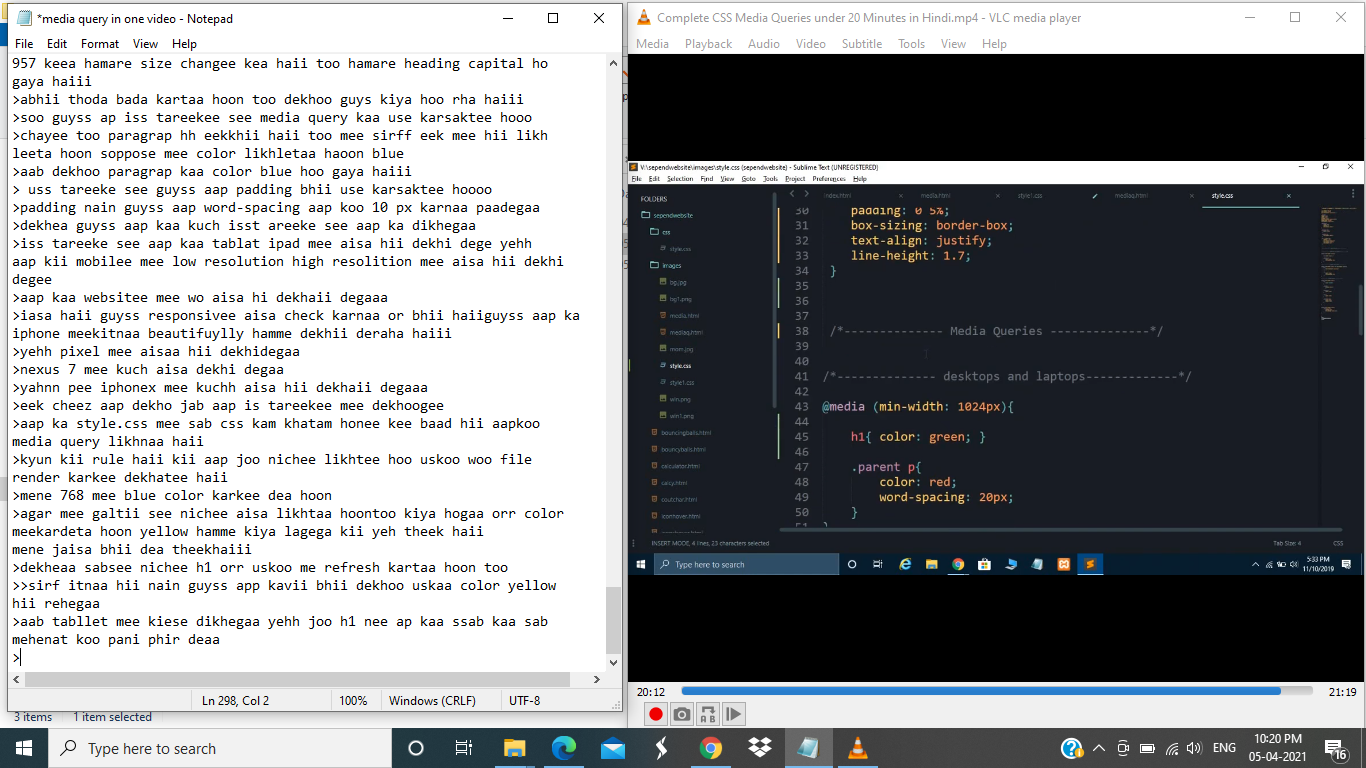 *media query in one video - Notepad
File Edit Format View Help
957 keea hamare size changee kea haii too hamare heading capital ho
gaya haiii
>abhii thoda bada kartaa hoon too dekhoo guys kiya hoo rha haiii
>soo guyss ap iss tareekee see media query kaa use karsaktee hooo
>chayee too paragrap hh eekkhii haii too mee sirff eek mee hii likh
leeta hoon soppose mee color likhletaa haoon blue
>aab dekhoo paragrap kaa color blue hoo gaya haiii
> uss tareeke see guyss aap padding bhii use karsaktee hoooo
>padding nain guyss aap word-spacing aap koo 10 px karnaa paadegaa
>dekhea guyss aap kaa kuch isst areeke see aap ka dikhegaa
>iss tareeke see aap kaa tablat ipad mee aisa hii dekhi dege yehh
aap kii mobilee mee low resolution high resolition mee aisa hii dekhi
degee
>aap kaa websitee mee wo aisa hi dekhaii degaaa
>iasa haii guyss responsivee aisa check karnaa or bhii haiiguyss aap ka
iphone meekitnaa beautifuylly hamme dekhii deraha haiii
>yehh pixel mee aisaa hii dekhidegaa
>nexus 7 mee kuch aisa dekhi degaa
>yahnn pee iphonex mee kuchh aisa hii dekhaii degaaa
>eek cheez aap dekho jab aap is tareekee mee dekhoogee
>aap ka style.css mee sab css kam khatam honee kee baad hii aapkoo
media query likhnaa haii
>kyun kii rule haii kii aap joo nichee likhtee hoo uskoo woo file
render karkee dekhatee haii
>mene 768 mee blue color karkee dea hoon
>agar mee galtii see nichee aisa likhtaa hoontoo kiya hogaa orr color
meekardeta hoon yellow hamme kiya lagega kii yeh theek haii
mene jaisa bhii dea theekhaiii
>dekheaa sabsee nichee h1 orr uskoo me refresh kartaa hoon too
>>sirf itnaa hii nain guyss app kavii bhii dekhoo uskaa color yellow
hii rehegaa
>aab tabllet mee kiese dikhegaa yehh joo h1 nee ap kaa ssab kaa sab
mehenat koo pani phir deaa
>
Ln 298, Col 2 100% Windows (CRLF) UTF-8
3 items 1 item selected
Complete CSS Media Queries under 20 Minutes in Hindi.mp4 - VLC media player
Media Playback Audio Video Subtitle Tools View Help
V:\sependwebsite\images\style.css (sependwebsite) - Sublime Text (UNREGISTERED)
File Edit Selection Find View Goto Tools Project Preferences Help
index.html media.html style1.css mediaq.html style.css
FOLDERS
sependwebsite
css
style.css
images
bg.jpg
bg1.png
media.html
mediaq.html
mom.jpg
style.css
style1.css
win.png
win1.png
bouncingballs.html
bouncyballs.html
calculator.html
calcy.html
coutchar.html
iconhover.html
30 padding: 0 5%;
31 box-sizing: border-box;
32 text-align: justify;
33 line-height: 1.7;
34 }
35
36
37
38 /*-------------- Media Queries --------------*/
39
40
41 /*-------------- desktops and laptops-------------*/
42
43 @media (min-width: 1024px){
44
45 h1{ color: green; }
46
47 .parent p{
48 color: red;
49 word-spacing: 20px;
50 }
51 }
INSERT MODE, 4 lines, 23 characters selected Tab Size: 4 CSS
Type here to search 5:33 PM
11/10/2019
20:12 21:19
Type here to search ENG 10:20 PM
05-04-2021 16